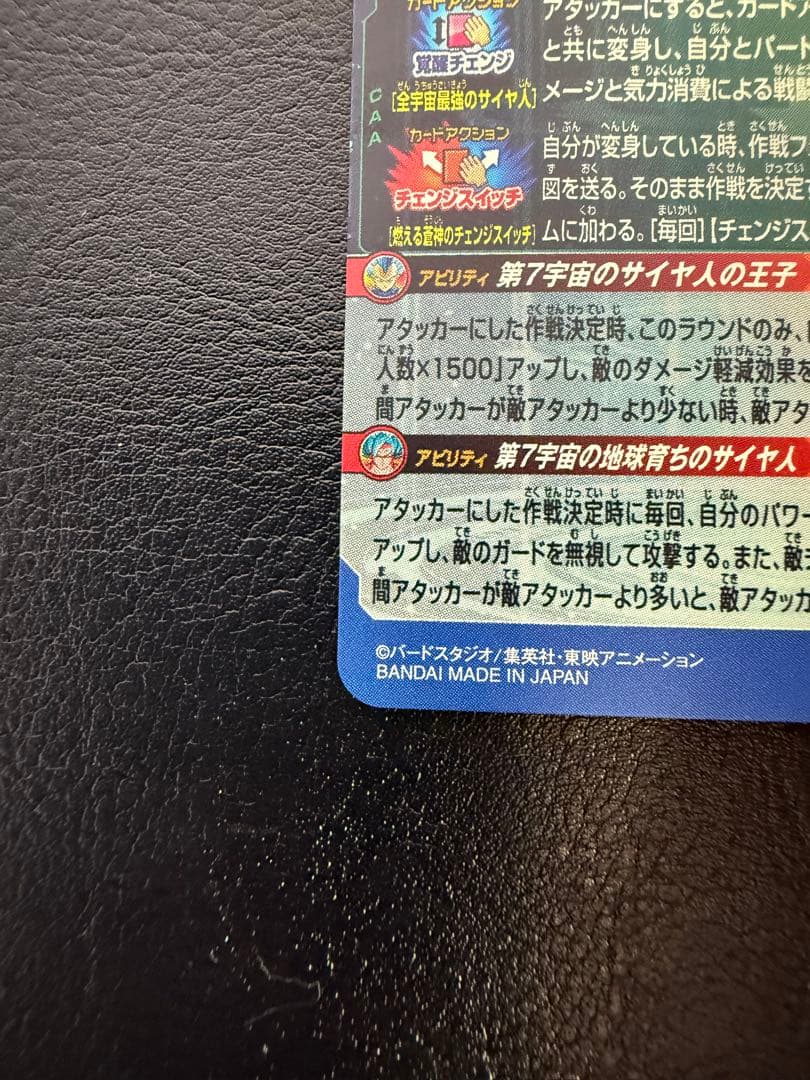 カードアクション
覚醒チェンジ
[全宇宙最強のサイヤ人]
アタッカーにすると、カード
と共に変身し、自分とパート
メージと気力消費による戦闘
CAA
カードアクション
チェンジスイッチ
[燃える蒼神のチェンジスイッチ]
自分が変身している時、作戦フ
図を送る。そのまま作戦を決定
ムに加わる。[毎回]【チェンジス
アビリティ 第7宇宙のサイヤ人の王子
アタッカーにした作戦決定時、このラウンドのみ、
人数×1500」アップし、敵のダメージ軽減効果を
間アタッカーが敵アタッカーより少ない時、敵アタ
アビリティ 第7宇宙の地球育ちのサイヤ人
アタッカーにした作戦決定時に毎回、自分のパワー
アップし、敵のガードを無視して攻撃する。また、敵
間アタッカーが敵アタッカーより多いと、敵アタッカ
©バードスタジオ/集英社・東映アニメーション
BANDAI MADE IN JAPAN